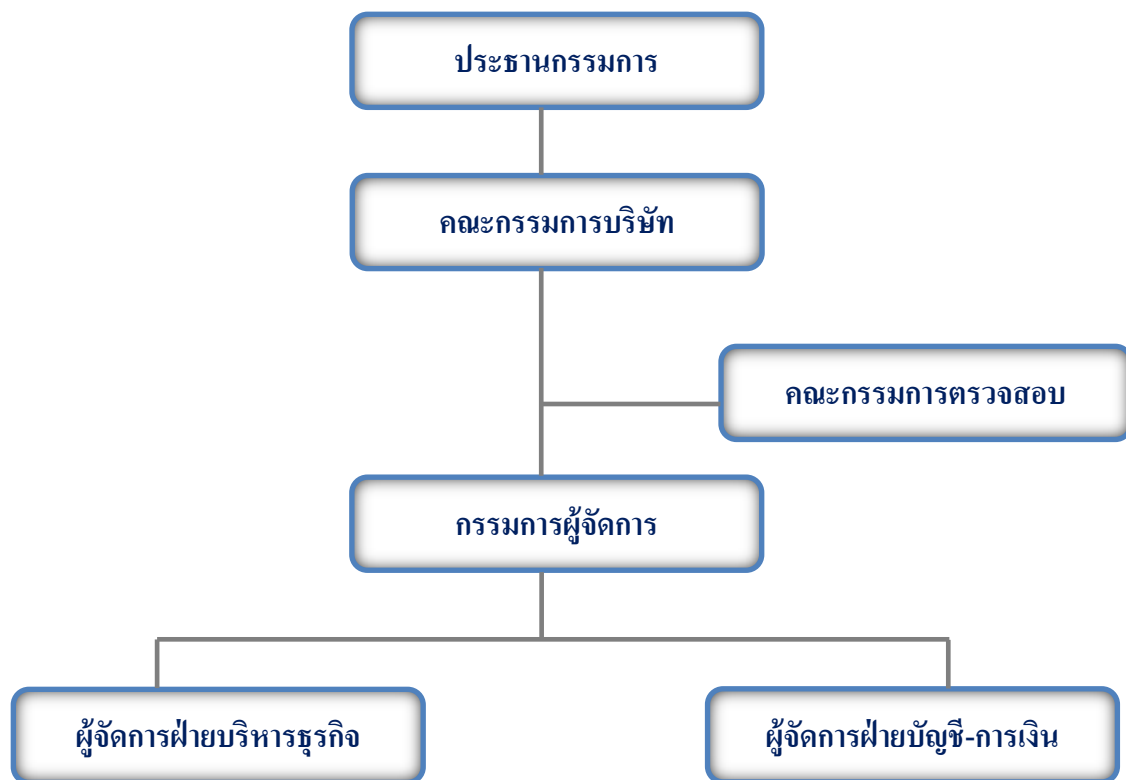 ประธานกรรมการ
คณะกรรมการบริษัท
คณะกรรมการตรวจสอบ
กรรมการผู้จัดการ
ผู้จัดการฝ่ายบริหารธุรกิจ
ผู้จัดการฝ่ายบัญชี-การเงิน